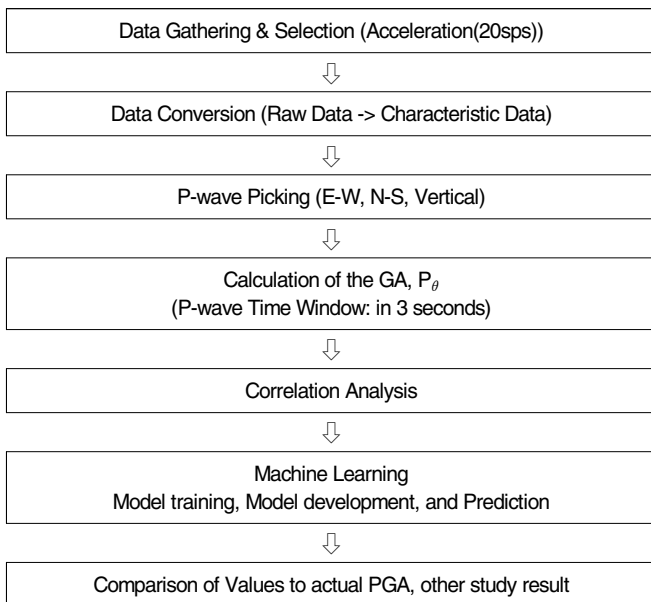 Data Gathering & Selection (Acceleration(20sps))
⇩
Data Conversion (Raw Data -> Characteristic Data)
⇩
P-wave Picking (E-W, N-S, Vertical)
⇩
Calculation of the GA, P_θ
(P-wave Time Window: in 3 seconds)
⇩
Correlation Analysis
⇩
Machine Learning
Model training, Model development, and Prediction
⇩
Comparison of Values to actual PGA, other study result